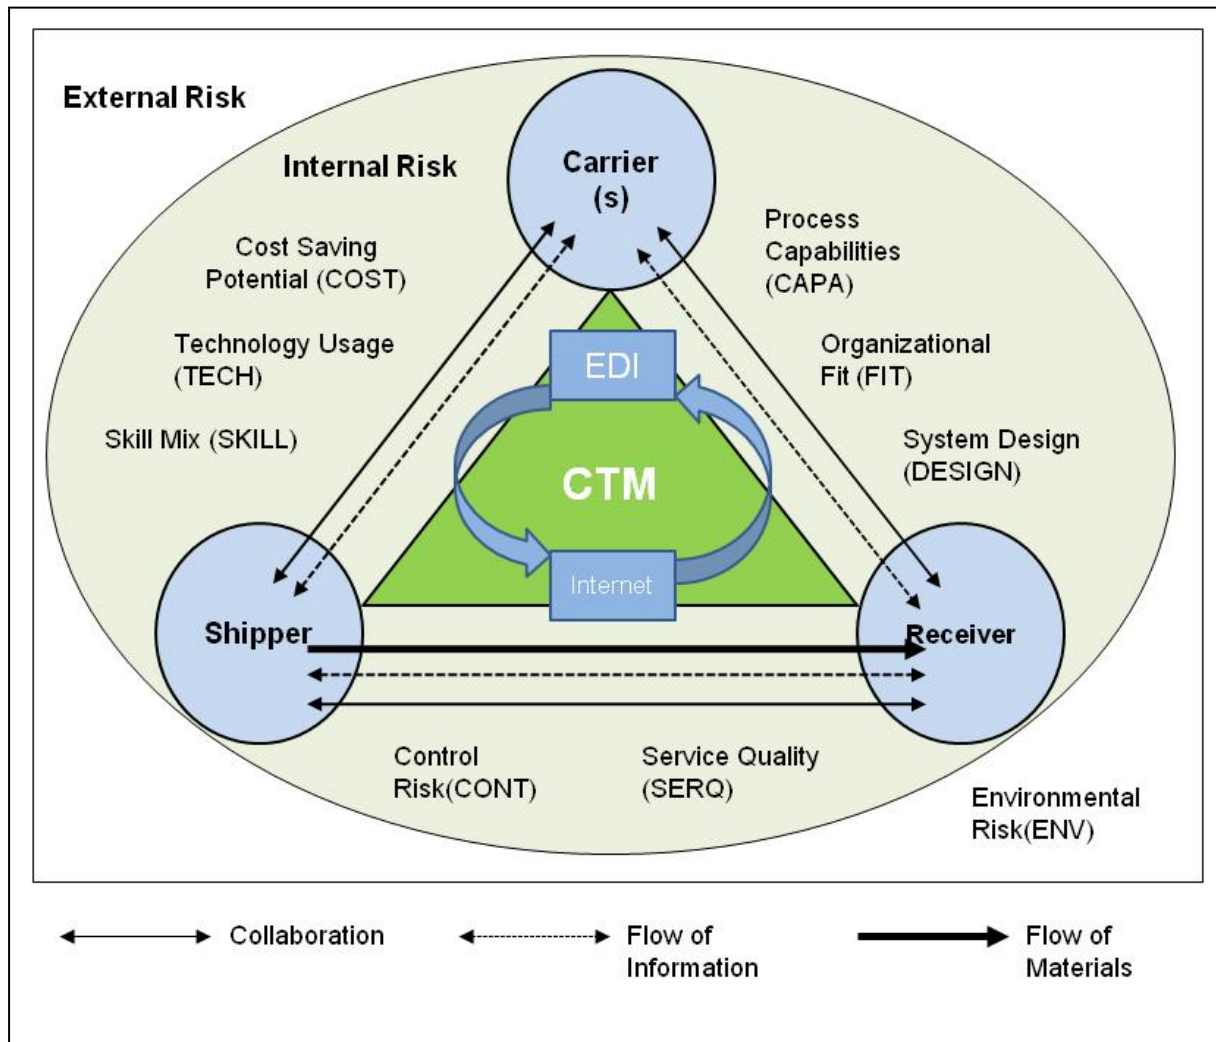 External Risk
Internal Risk
Carrier
(s)
Cost Saving
Potential (COST)
Technology Usage
(TECH)
Skill Mix (SKILL)
Process
Capabilities
(CAPA)
Organizational
Fit (FIT)
System Design
(DESIGN)
EDI
CTM
Internet
Shipper
Receiver
Control
Risk(CONT)
Service Quality
(SERQ)
Environmental
Risk(ENV)
Collaboration
Flow of
Information
Flow of
Materials